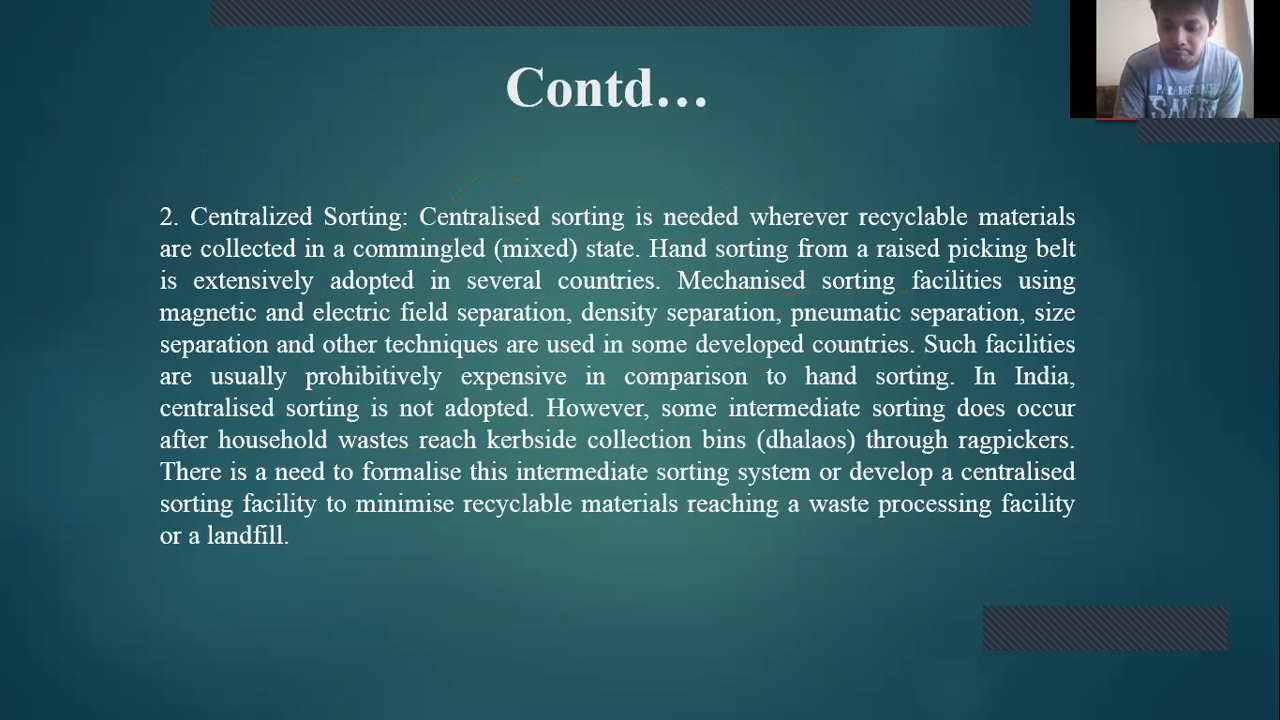 Contd…
2. Centralized Sorting: Centralised sorting is needed wherever recyclable materials
are collected in a commingled (mixed) state. Hand sorting from a raised picking belt
is extensively adopted in several countries. Mechanised sorting facilities using
magnetic and electric field separation, density separation, pneumatic separation, size
separation and other techniques are used in some developed countries. Such facilities
are usually prohibitively expensive in comparison to hand sorting. In India,
centralised sorting is not adopted. However, some intermediate sorting does occur
after household wastes reach kerbside collection bins (dhalaos) through ragpickers.
There is a need to formalise this intermediate sorting system or develop a centralised
sorting facility to minimise recyclable materials reaching a waste processing facility
or a landfill.